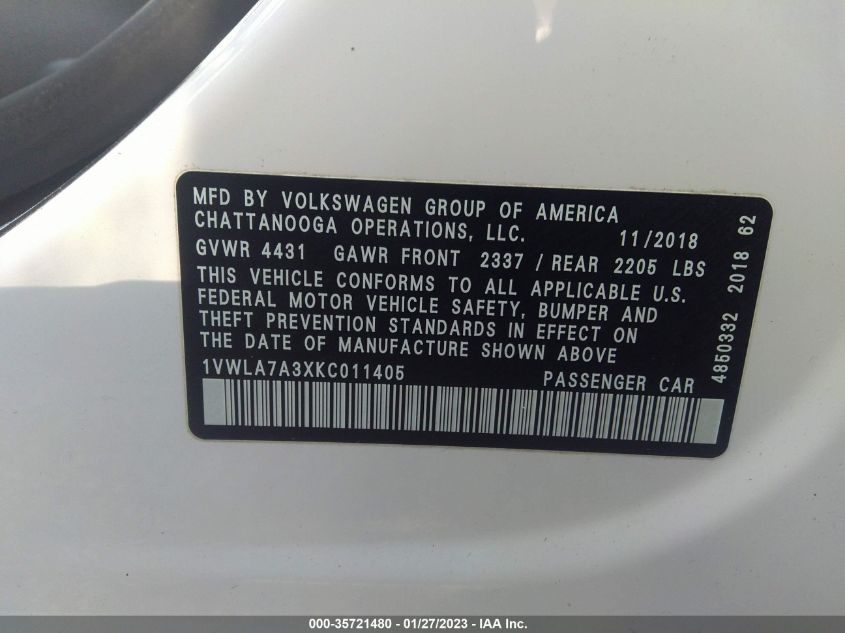 MFD BY VOLKSWAGEN GROUP OF AMERICA
CHATTANOOGA OPERATIONS, LLC. 11/2018
GVWR 4431 GAWR FRONT 2337 / REAR 2205 LBS
THIS VEHICLE CONFORMS TO ALL APPLICABLE U.S.
FEDERAL MOTOR VEHICLE SAFETY, BUMPER AND
THEFT PREVENTION STANDARDS IN EFFECT ON
THE DATE OF MANUFACTURE SHOWN ABOVE
1VWLA7A3XKC011405 PASSENGER CAR
4850332 2018 62
000-35721480 - 01/27/2023 - IAA Inc.